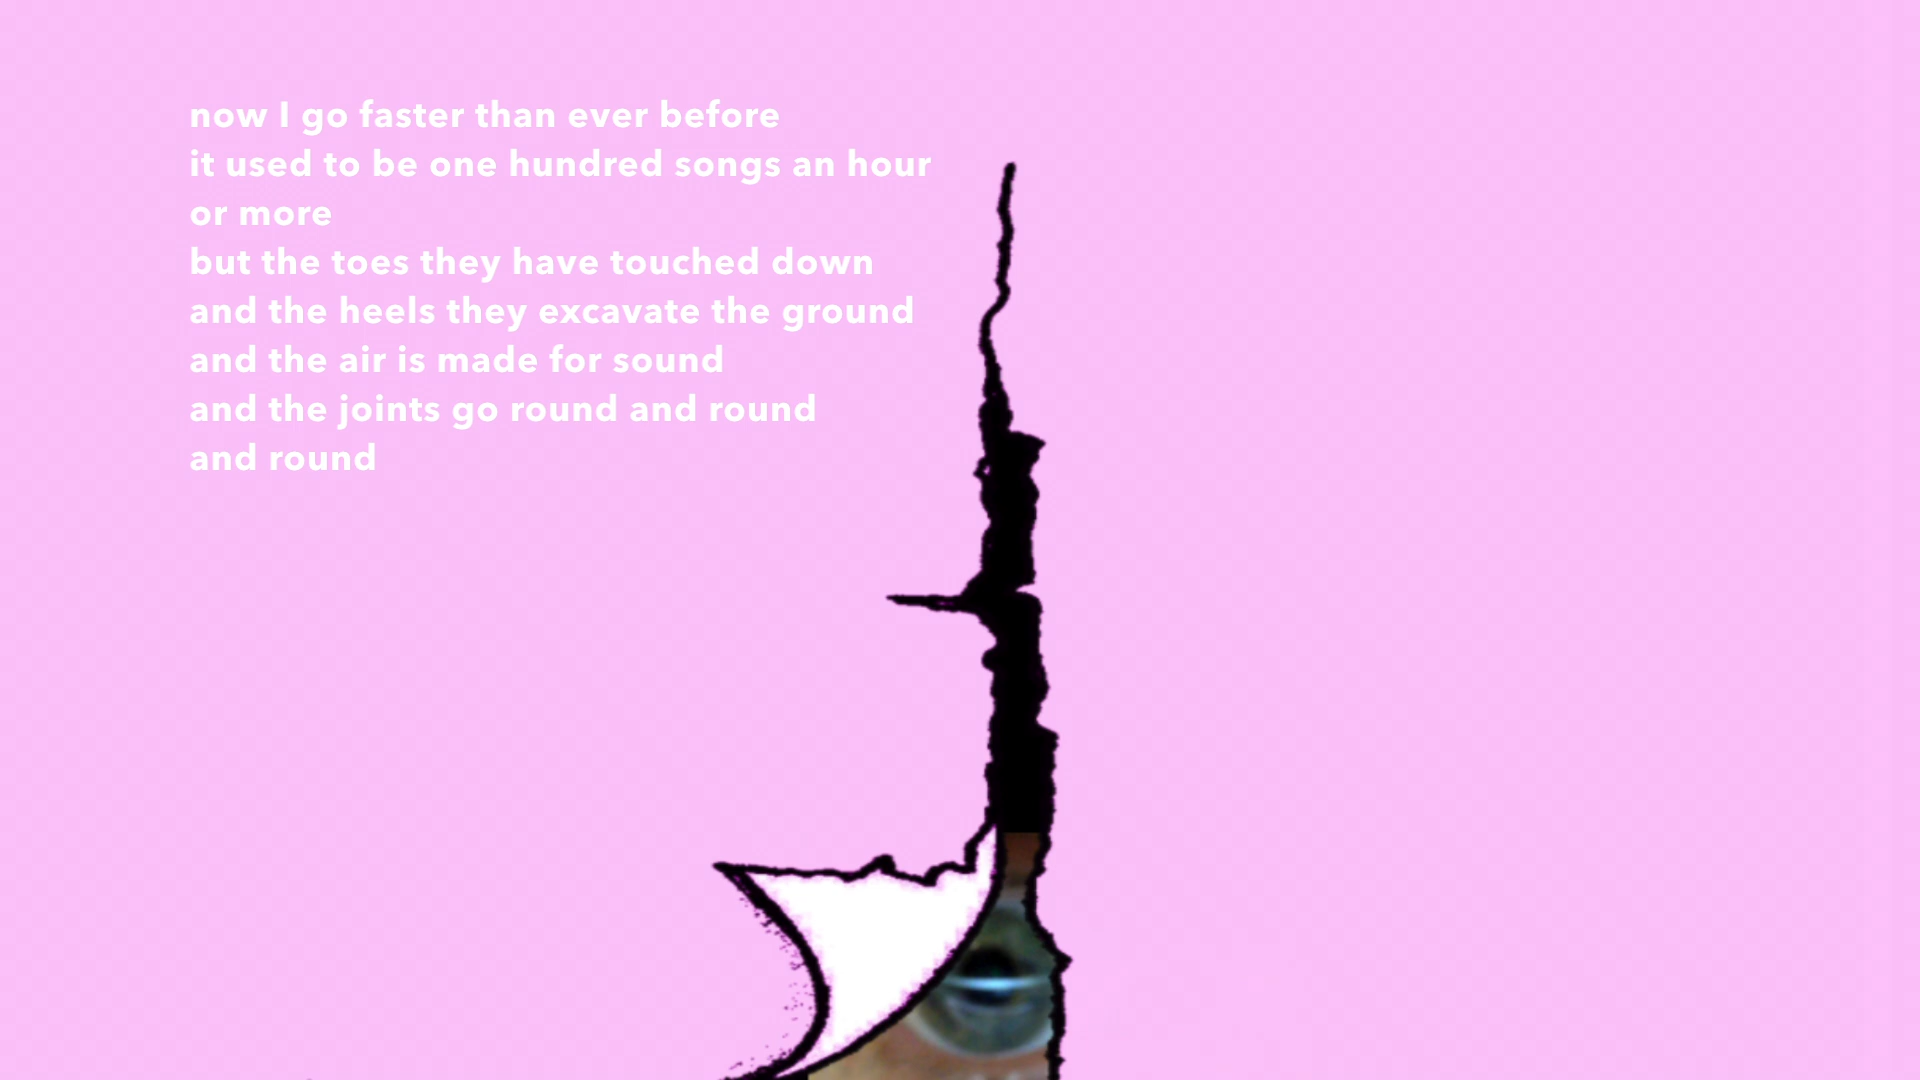 now I go faster than ever before
it used to be one hundred songs an hour
or more
but the toes they have touched down
and the heels they excavate the ground
and the air is made for sound
and the joints go round and round
and round